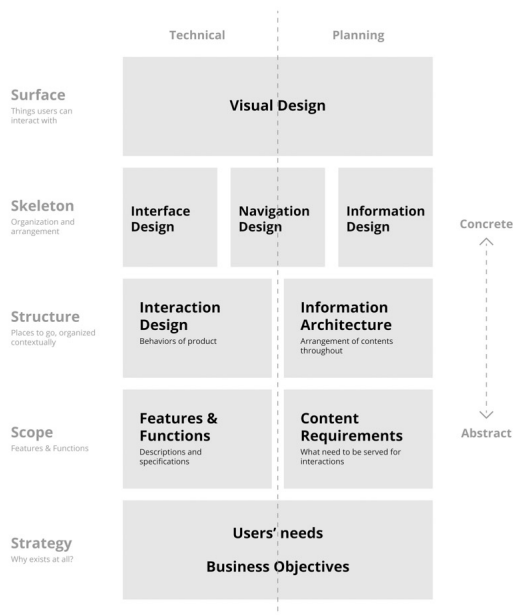 Technical
Planning
Surface
Things users can
interact with
Visual Design
Skeleton
Organization and
arrangement
Interface
Design
Navigation
Design
Information
Design
Concrete
Structure
Places to go, organized
contextually
Interaction
Design
Behaviors of product
Information
Architecture
Arrangement of contents
throughout
Scope
Features & Functions
Features &
Functions
Descriptions and
specifications
Content
Requirements
What need to be served for
interactions
Abstract
Strategy
Why exists at all?
Users’ needs
Business Objectives